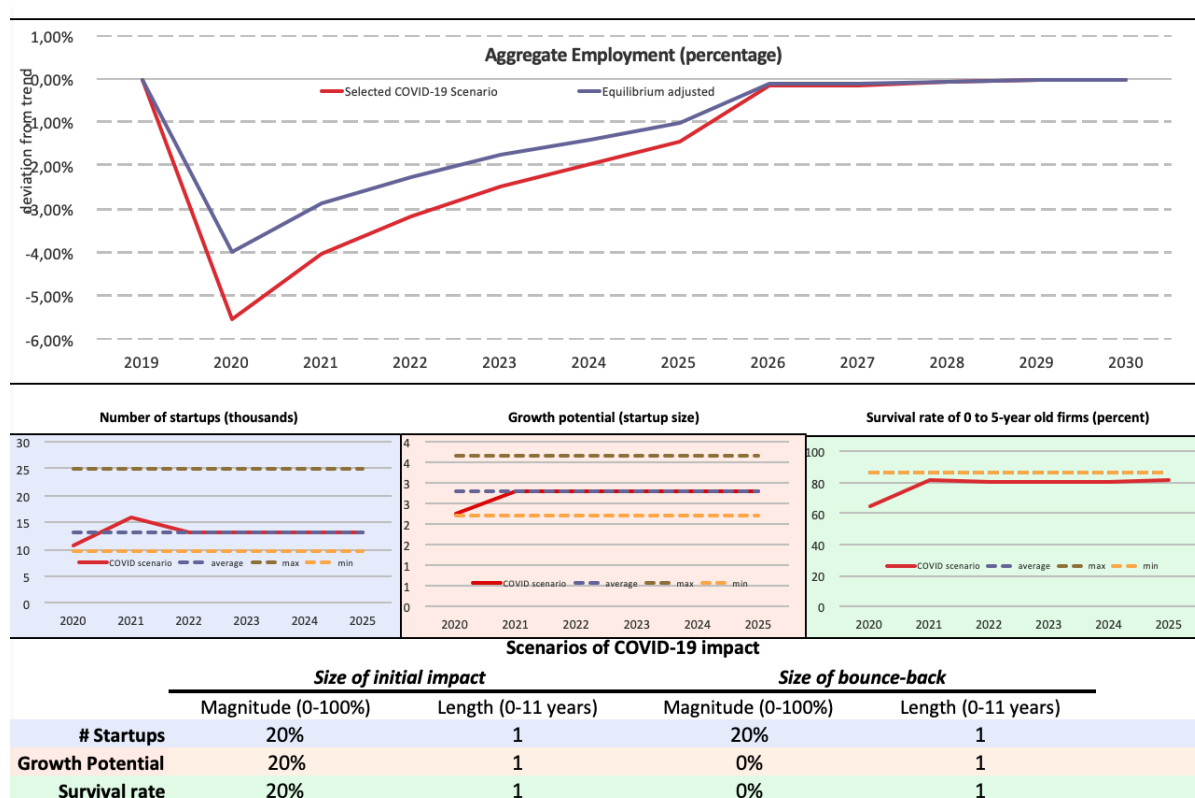 1,00%
Aggregate Employment (percentage)
0,00%
Selected COVID-19 Scenario Equilibrium adjusted
-1,00%
-2,00%
-3,00%
-4,00%
-5,00%
-6,00%
deviation from trend
2019 2020 2021 2022 2023 2024 2025 2026 2027 2028 2029 2030
Number of startups (thousands)
30
25
20
15
10
5
0
COVID scenario average max min
2020 2021 2022 2023 2024 2025
Growth potential (startup size)
4
4
3
3
2
2
1
1
0
COVID scenario average max min
2020 2021 2022 2023 2024 2025
Survival rate of 0 to 5-year old firms (percent)
100
80
60
40
20
0
COVID scenario average max min
2020 2021 2022 2023 2024 2025
Scenarios of COVID-19 impact
Size of initial impact Size of bounce-back
Magnitude (0-100%) Length (0-11 years) Magnitude (0-100%) Length (0-11 years)
# Startups 20% 1 20% 1
Growth Potential 20% 1 0% 1
Survival rate 20% 1 0% 1